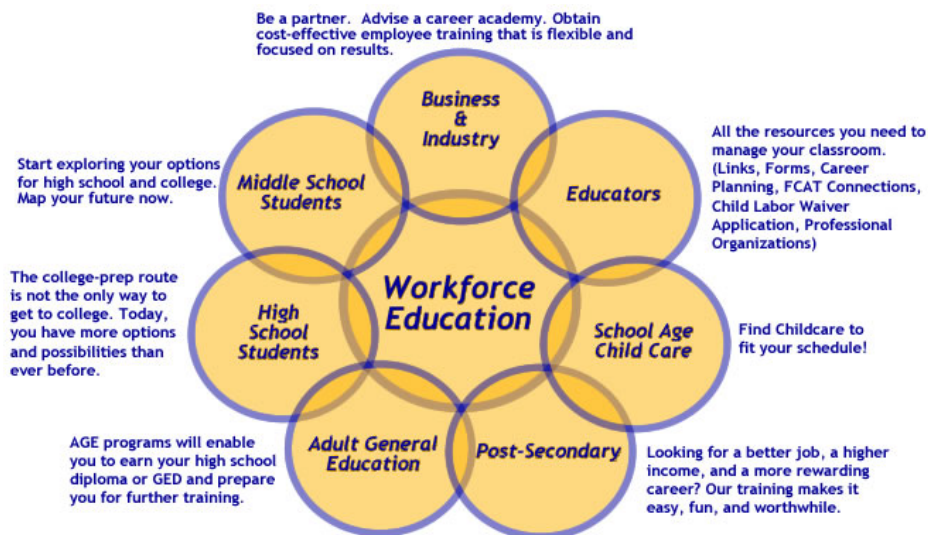 Be a partner.  Advise a career academy. Obtain
cost-effective employee training that is flexible and
focused on results.
Business
&
Industry
Educators
All the resources you need to
manage your classroom.
(Links, Forms, Career
Planning, FCAT Connections,
Child Labor Waiver
Application, Professional
Organizations)
Start exploring your options
for high school and college.
Map your future now.
Middle School
Students
Workforce
Education
The college-prep route
is not the only way to
get to college. Today,
you have more options
and possibilities than
ever before.
High
School
Students
School Age
Child Care
Find Childcare to
fit your schedule!
AGE programs will enable
you to earn your high school
diploma or GED and prepare
you for further training.
Adult General
Education
Post-Secondary
Looking for a better job, a higher
income, and a more rewarding
career? Our training makes it
easy, fun, and worthwhile.